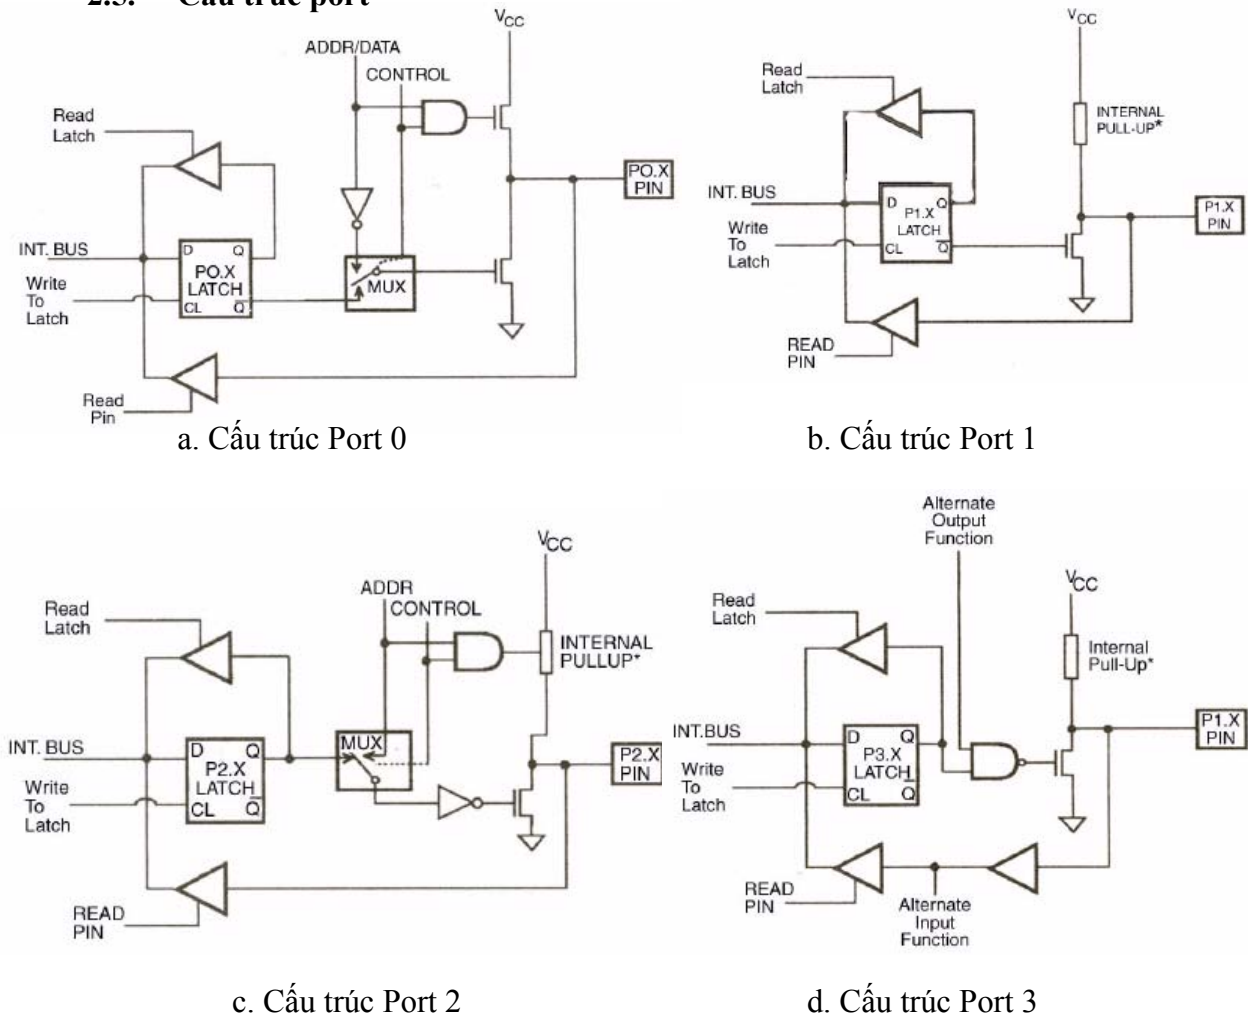 2.3. Cấu trúc port
VCC
ADDR/DATA
CONTROL
Read
Latch
PO.X
PIN
INT. BUS
D Q
PO.X
LATCH
CL Q
MUX
Write
To
Latch
Read
Pin
a. Cấu trúc Port 0
VCC
Read
Latch
INTERNAL
PULL-UP*
INT. BUS
D Q
P1.X
LATCH
CL Q
P1.X
PIN
Write
To
Latch
READ
PIN
b. Cấu trúc Port 1
VCC
ADDR
CONTROL
Read
Latch
INTERNAL
PULLUP*
INT. BUS
D Q
P2.X
LATCH
CL Q
MUX
P2.X
PIN
Write
To
Latch
READ
PIN
c. Cấu trúc Port 2
Alternate
Output
Function
VCC
Read
Latch
Internal
Pull-Up*
INT.BUS
D Q
P3.X
LATCH
CL Q
P1.X
PIN
Write
To
Latch
READ
PIN
Alternate
Input
Function
d. Cấu trúc Port 3